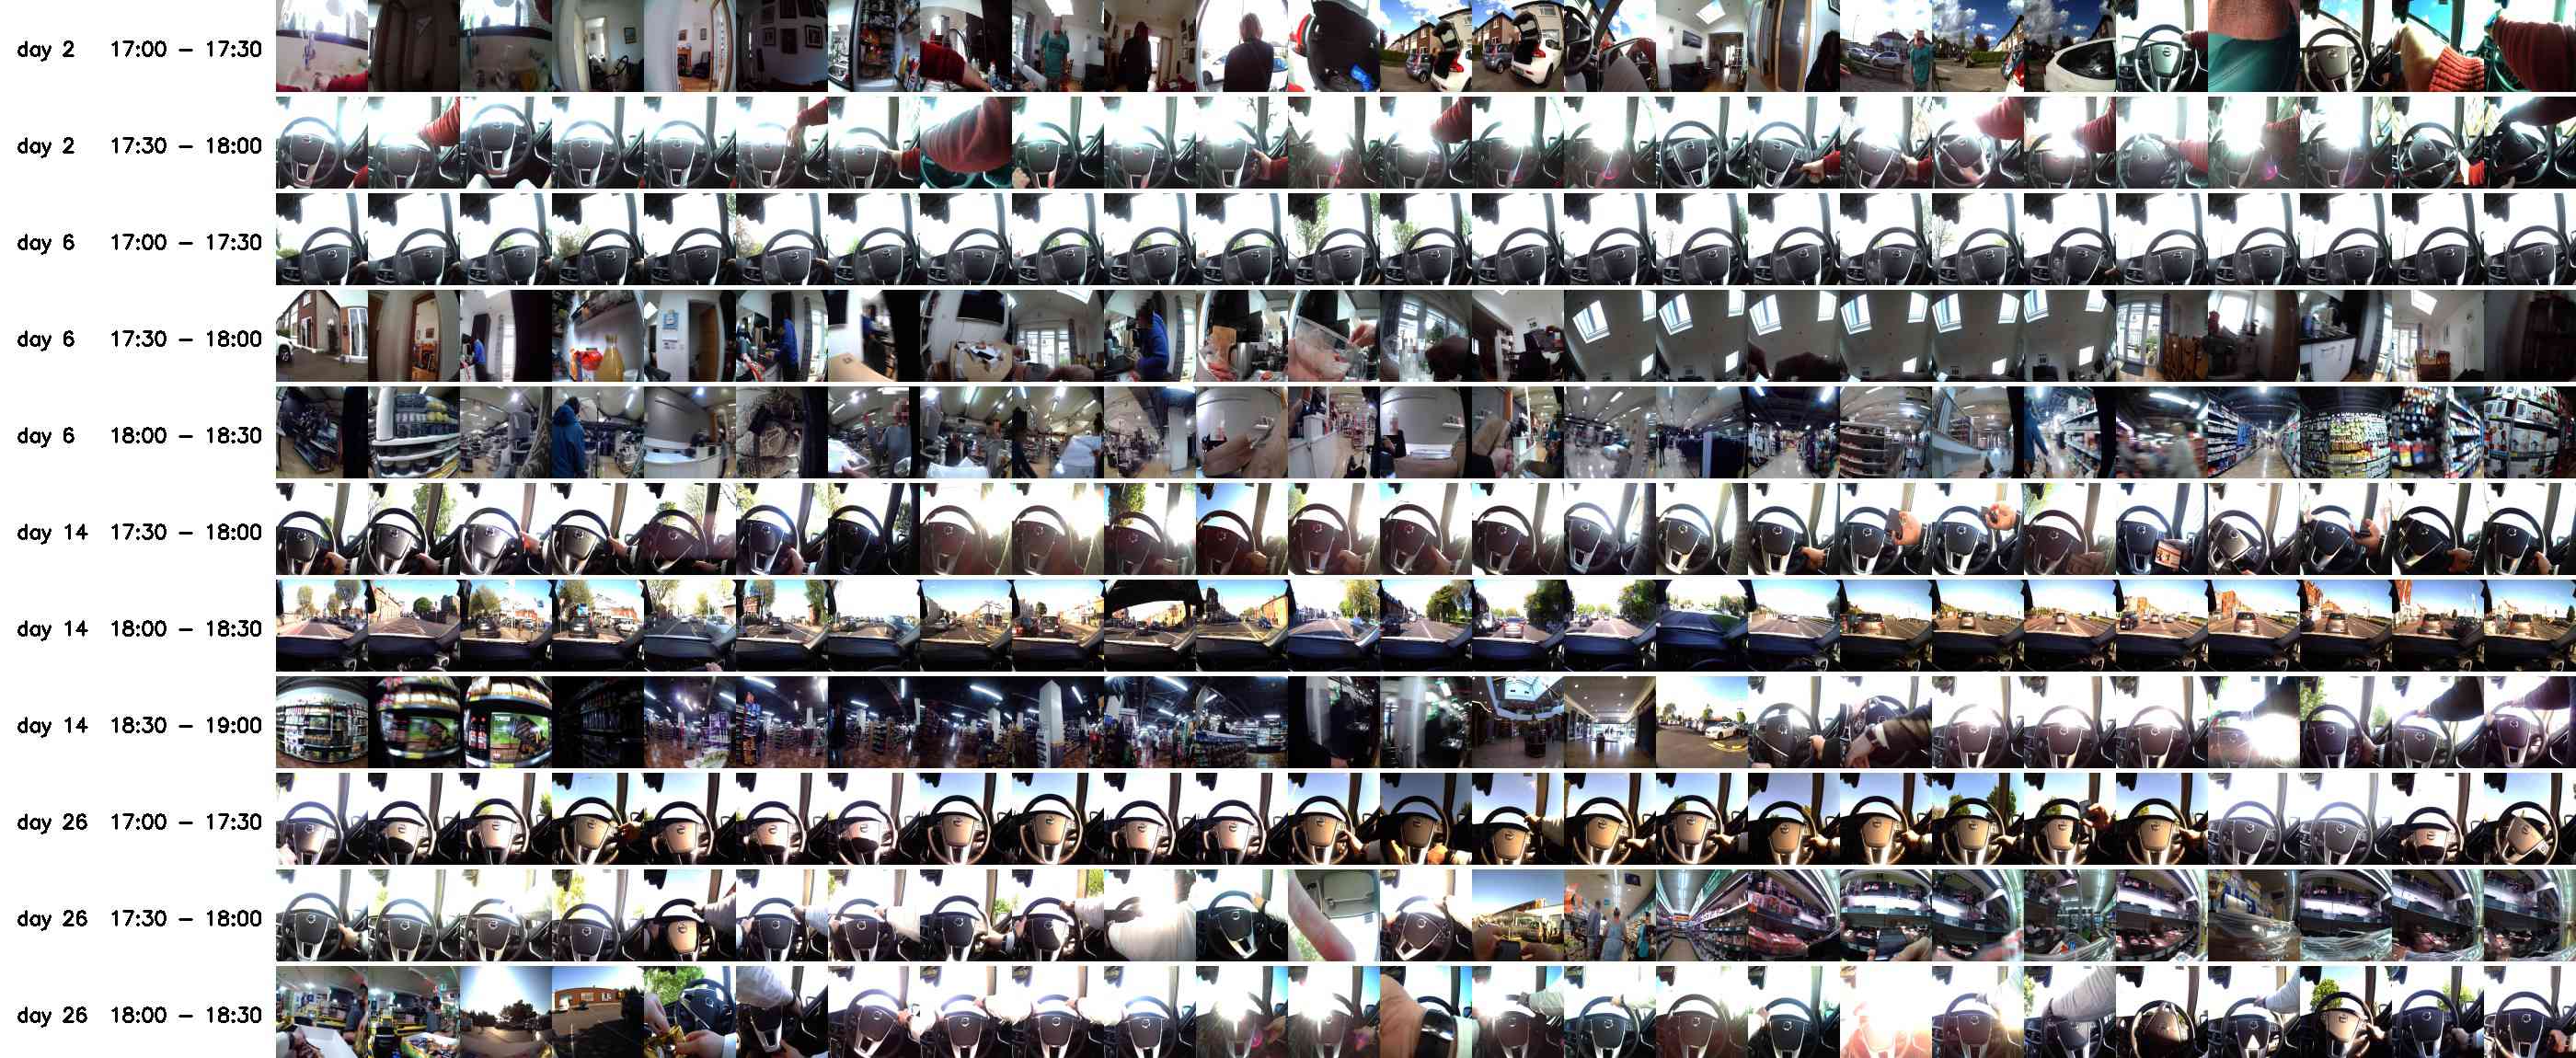 day 2 17:00 - 17:30
day 2 17:30 - 18:00
day 6 17:00 - 17:30
day 6 17:30 - 18:00
day 6 18:00 - 18:30
day 14 17:30 - 18:00
day 14 18:00 - 18:30
day 14 18:30 - 19:00
day 26 17:00 - 17:30
day 26 17:30 - 18:00
day 26 18:00 - 18:30